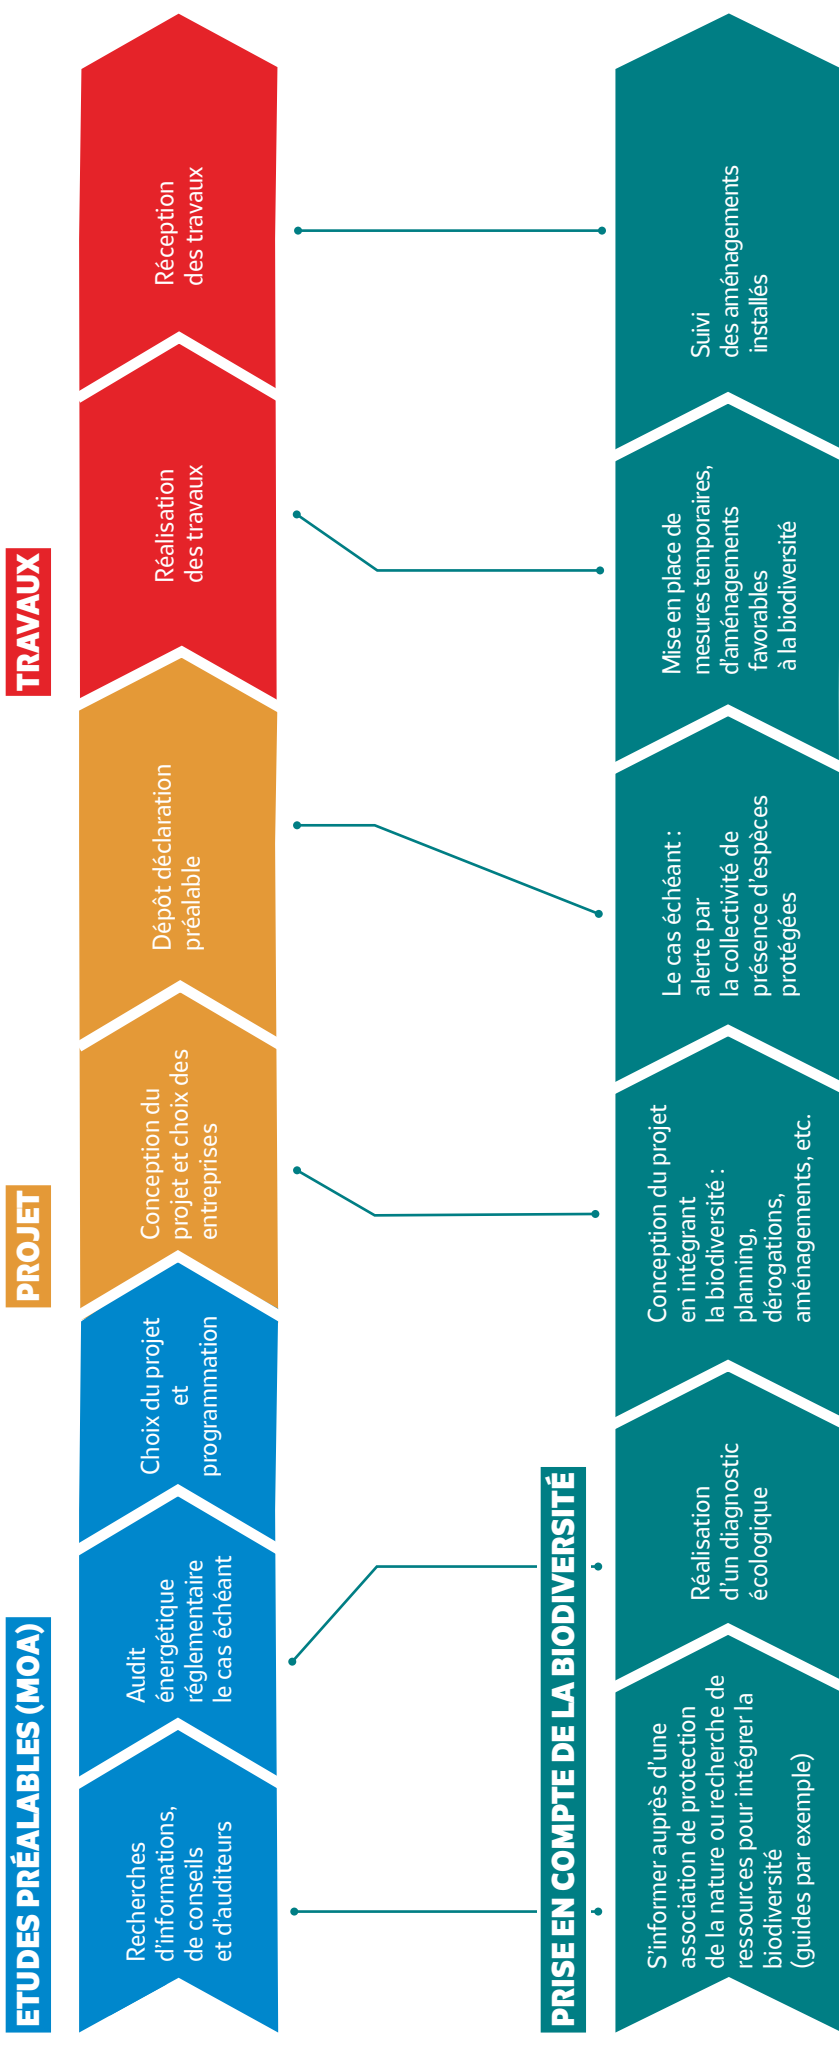 ETUDES PRÉALABLES (MOA)
Recherches
d'informations,
de conseils
et d'auditeurs
Audit
énergétique
réglementaire
le cas échéant
Choix du projet
et
programmation
PROJET
Conception du
projet et choix des
entreprises
Dépôt déclaration
préalable
TRAVAUX
Réalisation
des travaux
Réception
des travaux
PRISE EN COMPTE DE LA BIODIVERSITÉ
S'informer auprès d'une
association de protection
de la nature ou recherche de
ressources pour intégrer la
biodiversité
(guides par exemple)
Réalisation
d'un diagnostic
écologique
Conception du projet
en intégrant
la biodiversité :
planning,
dérogations,
aménagements, etc.
Le cas échéant :
alerte par
la collectivité de
présence d'espèces
protégées
Mise en place de
mesures temporaires,
d'aménagements
favorables
à la biodiversité
Suivi
des aménagements
installés